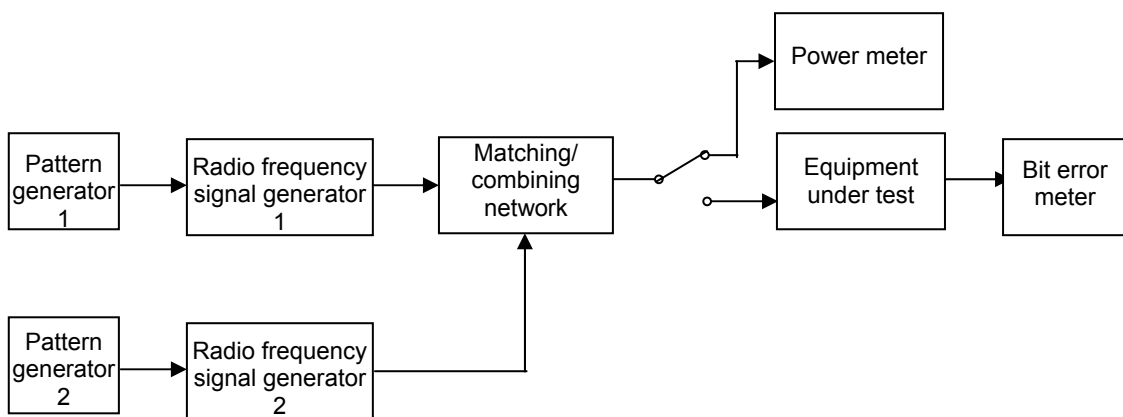 Power meter
Pattern
generator
1
Radio frequency
signal generator
1
Matching/
combining
network
Equipment
under test
Bit error
meter
Pattern
generator
2
Radio frequency
signal generator
2